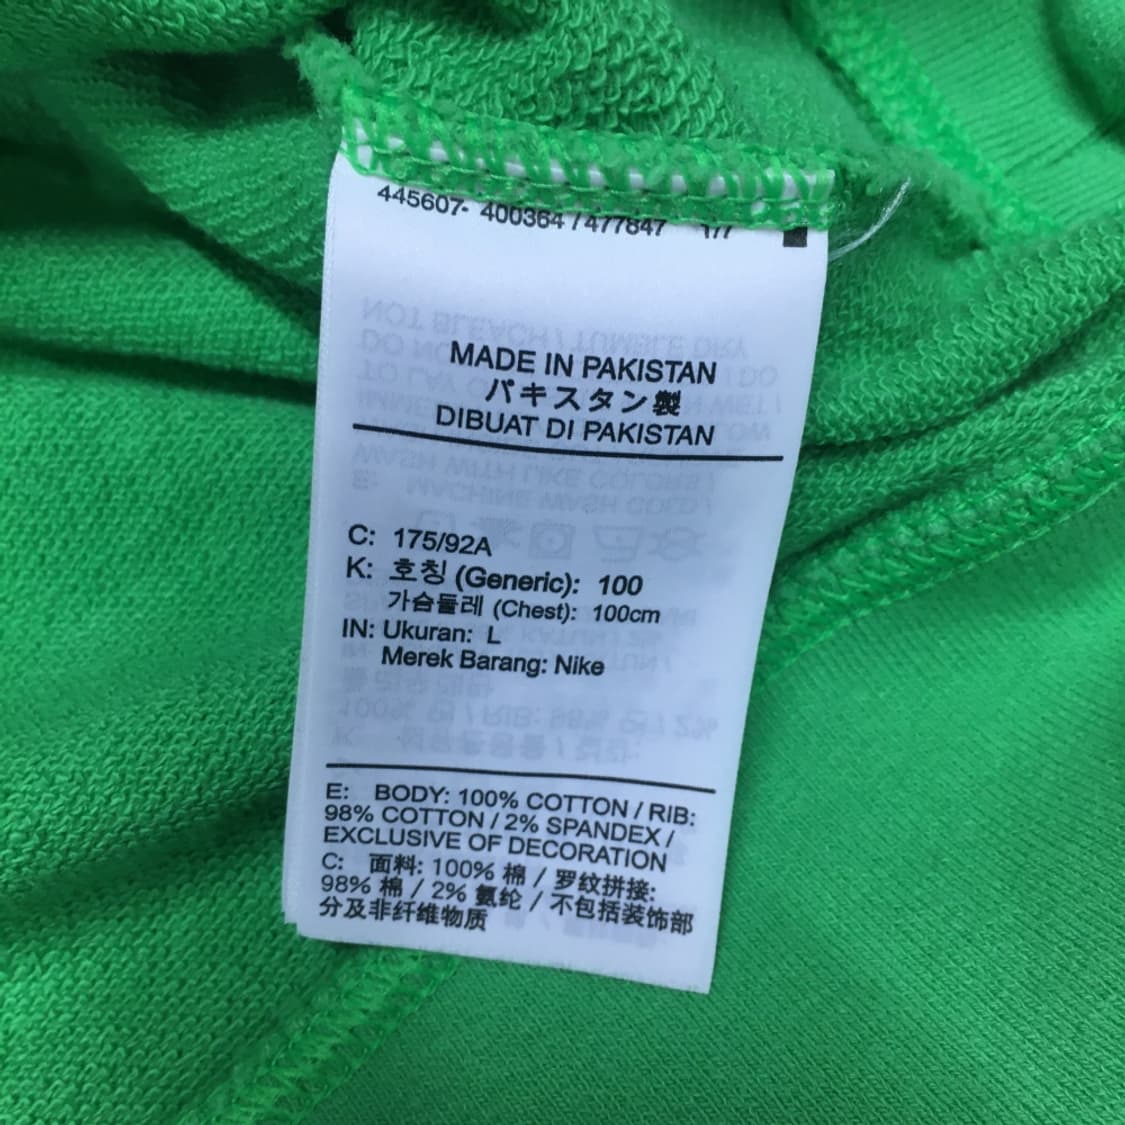 445607- 400364 / 477847 1/7
MADE IN PAKISTAN
パキスタン製
DIBUAT DI PAKISTAN
C: 175/92A
K: 호칭 (Generic): 100
가슴둘레 (Chest): 100cm
IN: Ukuran: L
Merek Barang: Nike
E: BODY: 100% COTTON / RIB:
98% COTTON / 2% SPANDEX /
EXCLUSIVE OF DECORATION
C: 面料: 100% 棉 / 罗纹拼接:
98% 棉 / 2% 氨纶 / 不包括装饰部
分及非纤维物质